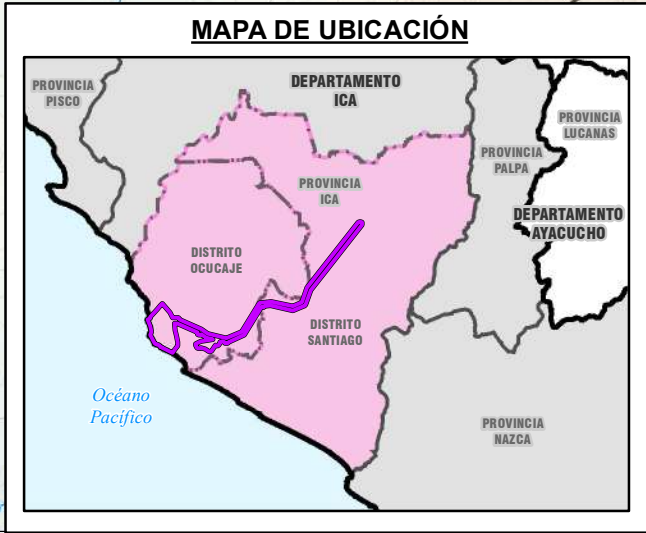 MAPA DE UBICACIÓN
PROVINCIA
PISCO
DEPARTAMENTO
ICA
PROVINCIA
LUCANAS
PROVINCIA
PALPA
PROVINCIA
ICA
DEPARTAMENTO
AYACUCHO
DISTRITO
OCUCAJE
DISTRITO
SANTIAGO
Océano
Pacífico
PROVINCIA
NAZCA